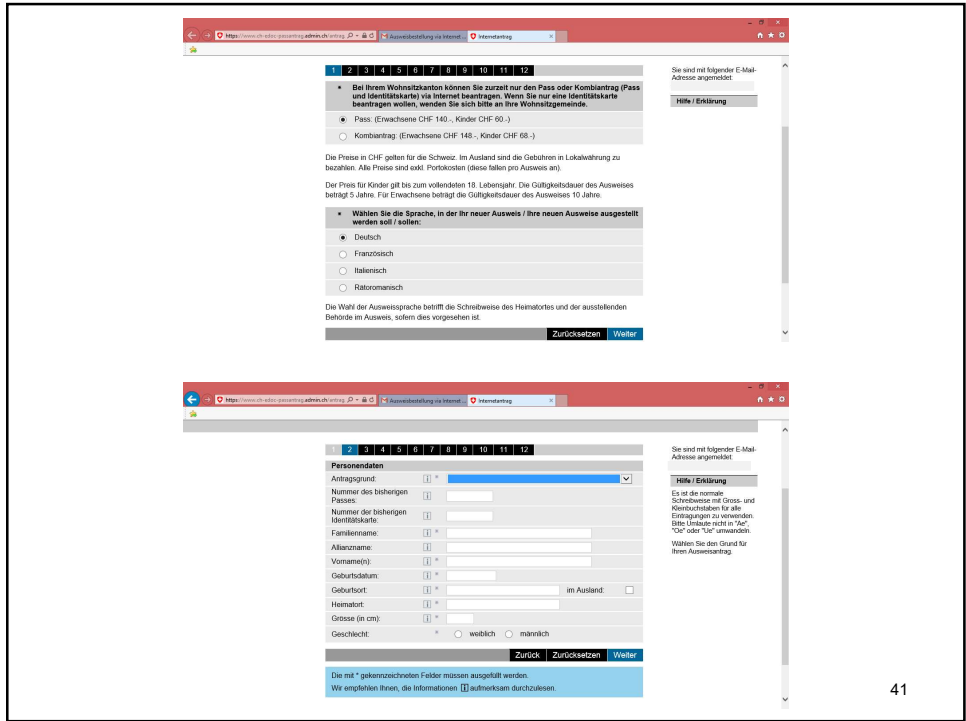 https://www.ch-edoc-passantrag.admin.ch/antrag
Ausweisbestellung via Internet ...
Internetantrag
1 2 3 4 5 6 7 8 9 10 11 12
Sie sind mit folgender E-Mail-
Adresse angemeldet:
Hilfe / Erklärung
* Bei Ihrem Wohnsitzkanton können Sie zurzeit nur den Pass oder Kombiantrag (Pass
und Identitätskarte) via Internet beantragen. Wenn Sie nur eine Identitätskarte
beantragen wollen, wenden Sie sich bitte an Ihre Wohnsitzgemeinde.
Pass: (Erwachsene CHF 140.-, Kinder CHF 60.-)
Kombiantrag: (Erwachsene CHF 148.-, Kinder CHF 68.-)
Die Preise in CHF gelten für die Schweiz. Im Ausland sind die Gebühren in Lokalwährung zu
bezahlen. Alle Preise sind exkl. Portokosten (diese fallen pro Ausweis an).
Der Preis für Kinder gilt bis zum vollendeten 18. Lebensjahr. Die Gültigkeitsdauer des Ausweises
beträgt 5 Jahre. Für Erwachsene beträgt die Gültigkeitsdauer des Ausweises 10 Jahre.
* Wählen Sie die Sprache, in der Ihr neuer Ausweis / Ihre neuen Ausweise ausgestellt
werden soll / sollen:
Deutsch
Französisch
Italienisch
Rätoromanisch
Die Wahl der Ausweissprache betrifft die Schreibweise des Heimatortes und der ausstellenden
Behörde im Ausweis, sofern dies vorgesehen ist.
Zurücksetzen Weiter
https://www.ch-edoc-passantrag.admin.ch/antrag
Ausweisbestellung via Internet ...
Internetantrag
1 2 3 4 5 6 7 8 9 10 11 12
Personendaten
Antragsgrund: i *
Nummer des bisherigen
Passes: i
Nummer der bisherigen
Identitätskarte: i
Familienname: i *
Allianzname: i
Vorname(n): i *
Geburtsdatum: i *
Geburtsort: i * im Ausland:
Heimatort: i *
Grösse (in cm): i *
Geschlecht: * weiblich männlich
Zurück Zurücksetzen Weiter
Die mit * gekennzeichneten Felder müssen ausgefüllt werden.
Wir empfehlen Ihnen, die Informationen i aufmerksam durchzulesen.
Sie sind mit folgender E-Mail-
Adresse angemeldet:
Hilfe / Erklärung
Es ist die normale
Schreibweise mit Gross- und
Kleinbuchstaben für alle
Eintragungen zu verwenden.
Bitte Umlaute nicht in "Ae",
"Oe" oder "Ue" umwandeln.
Wählen Sie den Grund für
Ihren Ausweisantrag.
41